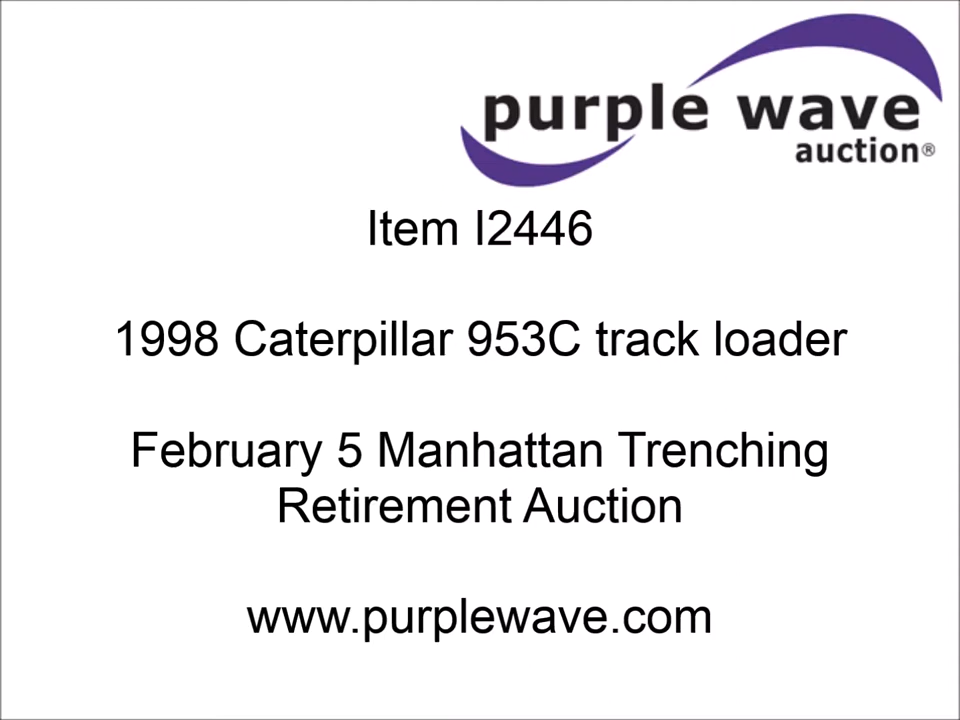 purple wave
auction®
Item I2446
1998 Caterpillar 953C track loader
February 5 Manhattan Trenching
Retirement Auction
www.purplewave.com